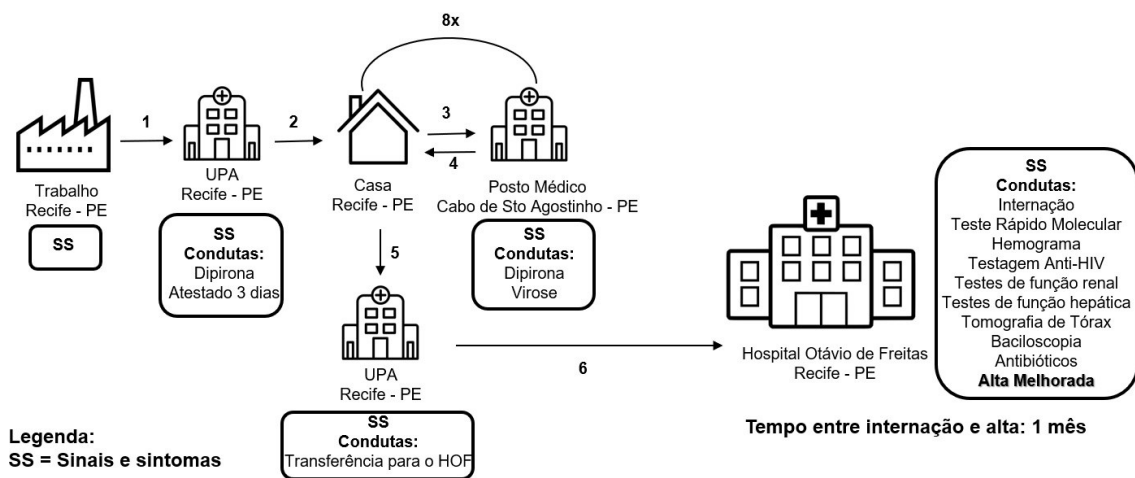 8x
1
2
3
4
Trabalho
Recife - PE
SS
UPA
Recife - PE
SS
Condutas:
Dipirona
Atestado 3 dias
Casa
Recife - PE
Posto Médico
Cabo de Sto Agostinho - PE
SS
Condutas:
Dipirona
Virose
5
UPA
Recife - PE
SS
Condutas:
Transferência para o HOF
6
Hospital Otávio de Freitas
Recife - PE
SS
Condutas:
Internação
Teste Rápido Molecular
Hemograma
Testagem Anti-HIV
Testes de função renal
Testes de função hepática
Tomografia de Tórax
Baciloscopia
Antibióticos
Alta Melhorada
Tempo entre internação e alta: 1 mês
Legenda:
SS = Sinais e sintomas